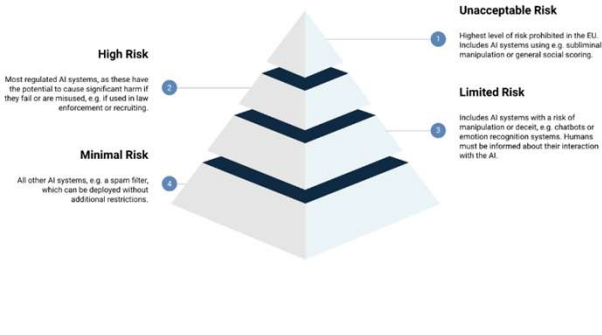 Unacceptable Risk
1
Highest level of risk prohibited in the EU.
Includes AI systems using e.g. subliminal
manipulation or general social scoring.
High Risk
2
Most regulated AI systems, as these have
the potential to cause significant harm if
they fail or are misused, e.g. if used in law
enforcement or recruiting.
Limited Risk
3
Includes AI systems with a risk of
manipulation or deceit, e.g. chatbots or
emotion recognition systems. Humans
must be informed about their interaction
with the AI.
Minimal Risk
4
All other AI systems, e.g. a spam filter,
which can be deployed without
additional restrictions.